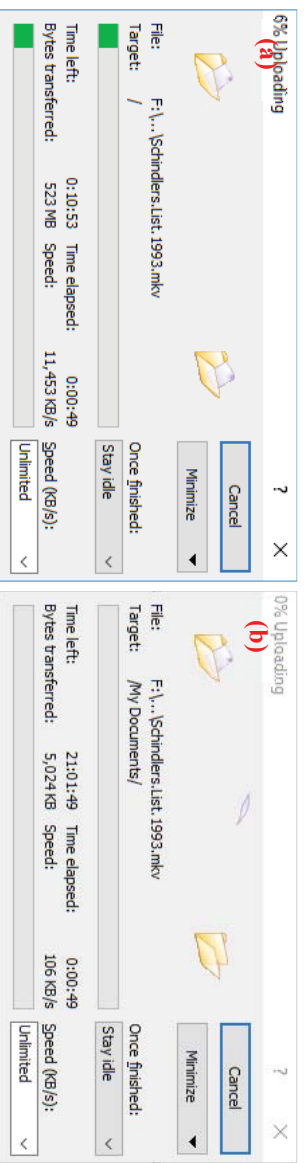 6% Uploading ? ×
(a)
Cancel
Minimize
File: F:\...\Schindlers.List.1993.mkv
Target: /
Once finished:
Stay idle
Time left: 0:10:53 Time elapsed: 0:00:49
Bytes transferred: 523 MB Speed: 11,453 KB/s
Speed (KB/s):
Unlimited
0% Uploading ? ×
(b)
Cancel
Minimize
File: F:\...\Schindlers.List.1993.mkv
Target: /My Documents/
Once finished:
Stay idle
Time left: 21:01:49 Time elapsed: 0:00:49
Bytes transferred: 5,024 KB Speed: 106 KB/s
Speed (KB/s):
Unlimited